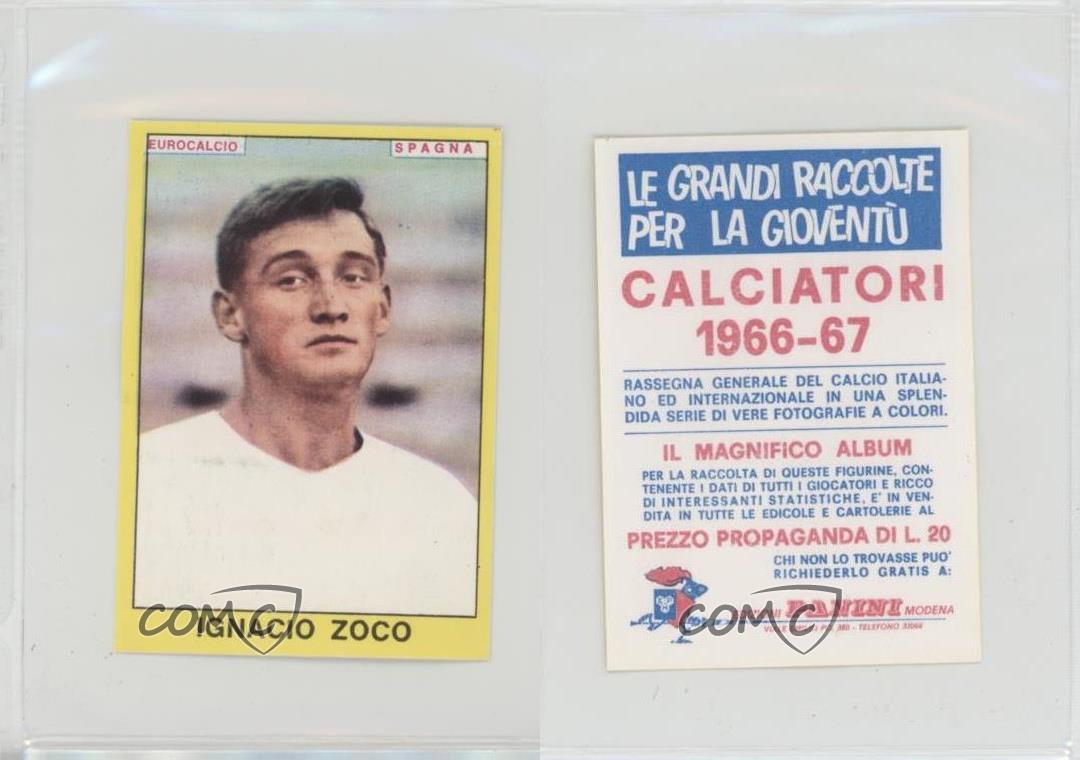 EUROCALCIO
SPAGNA
IGNACIO ZOCO
COMC
LE GRANDI RACCOLTE
PER LA GIOVENTÙ
CALCIATORI
1966-67
RASSEGNA GENERALE DEL CALCIO ITALIA-
NO ED INTERNAZIONALE IN UNA SPLEN-
DIDA SERIE DI VERE FOTOGRAFIE A COLORI.
IL MAGNIFICO ALBUM
PER LA RACCOLTA DI QUESTE FIGURINE, CON-
TENENTE I DATI DI TUTTI I GIOCATORI E RICCO
DI INTERESSANTI STATISTICHE, E' IN VEN-
DITA IN TUTTE LE EDICOLE E CARTOLERIE AL
PREZZO PROPAGANDA DI L. 20
CHI NON LO TROVASSE PUO'
RICHIEDERLO GRATIS A:
PANINI MODENA
380 - TELEFONO
COMC